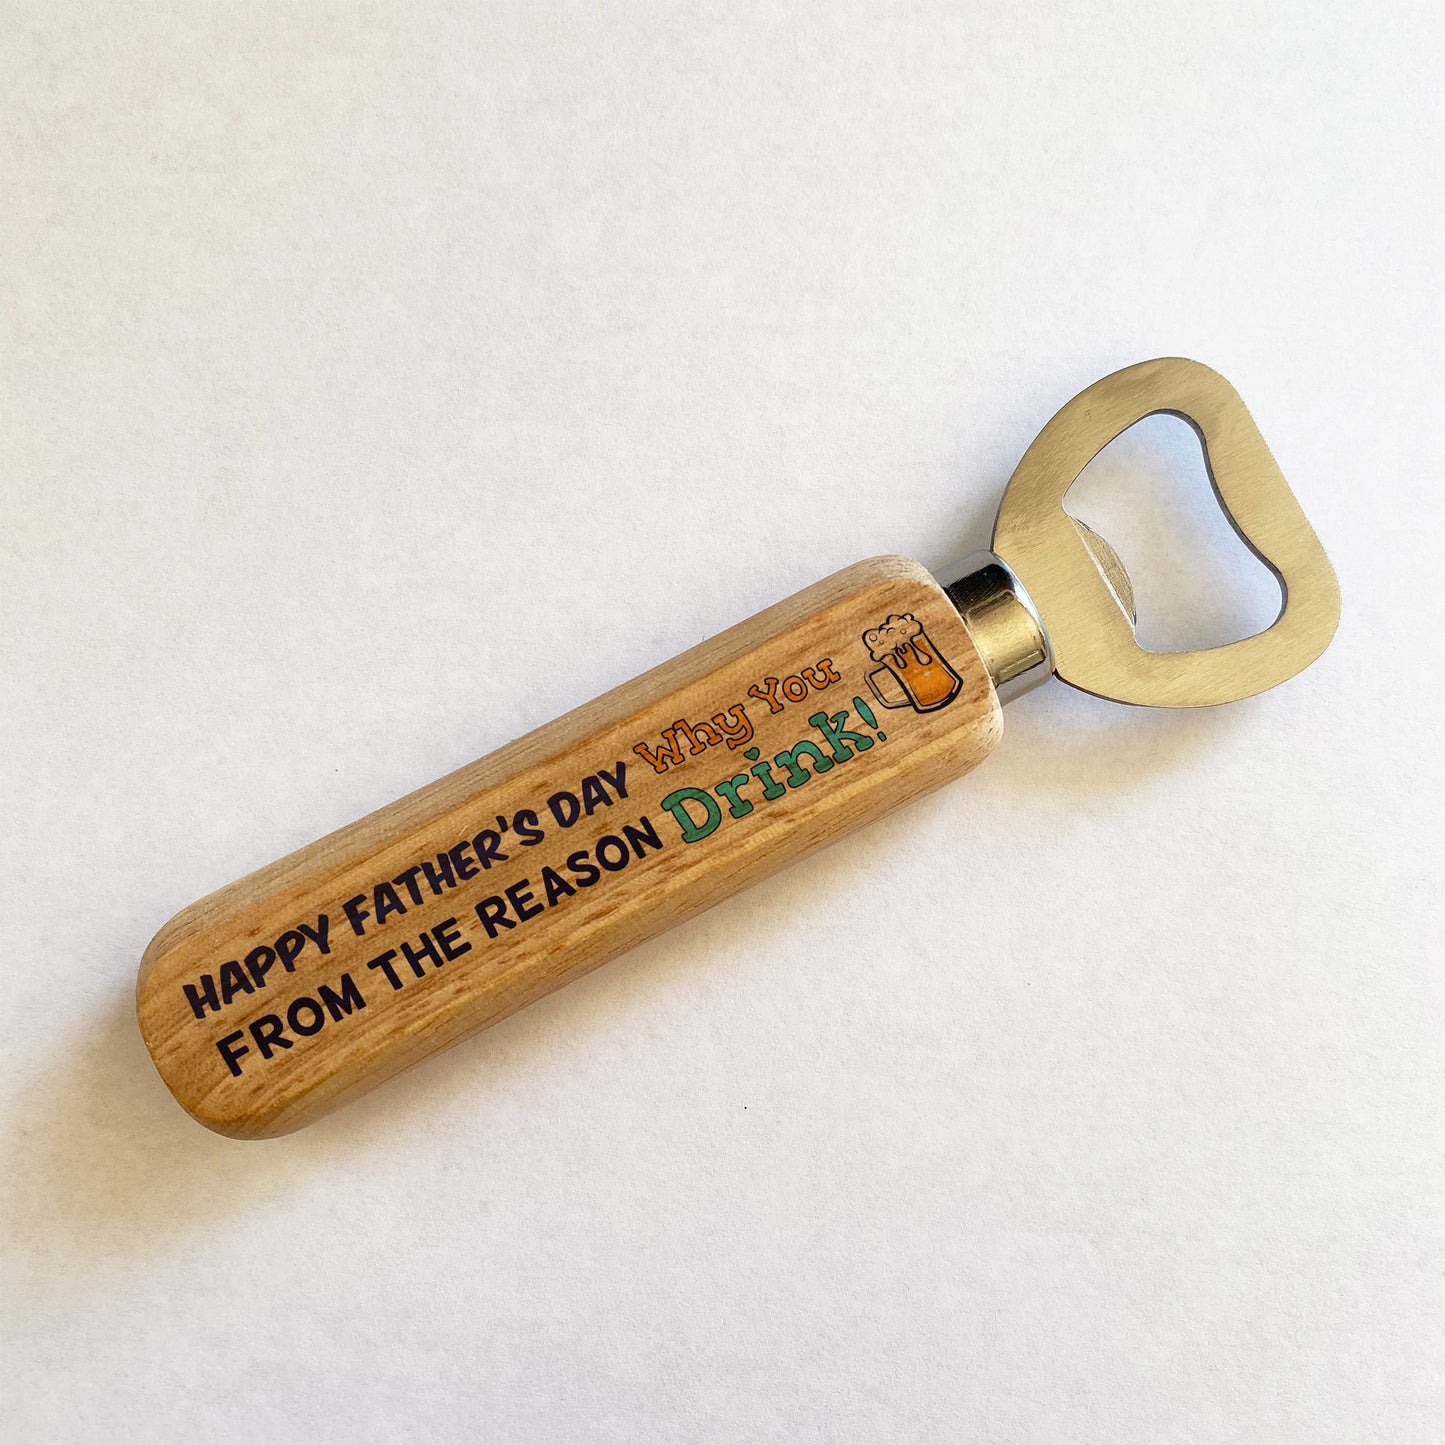 HAPPY FATHER'S DAY
FROM THE REASON
Why You
Drink!